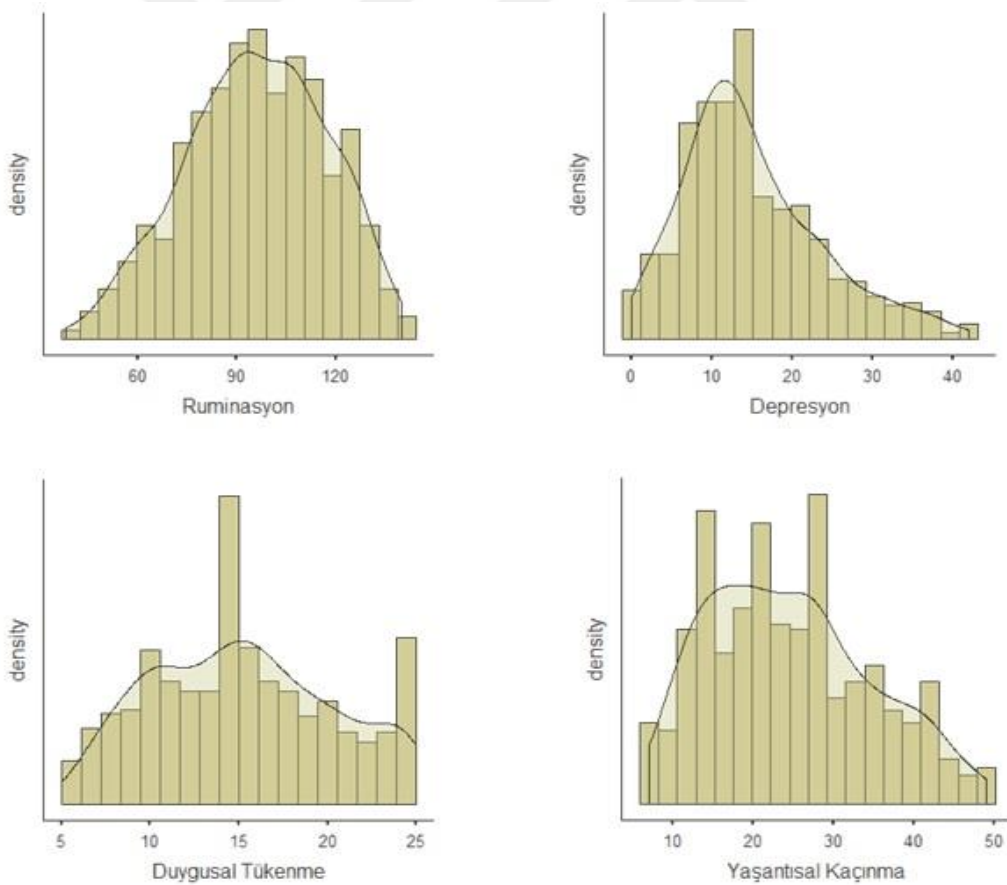 density
60 90 120
Ruminasyon
density
0 10 20 30 40
Depresyon
density
5 10 15 20 25
Duygusal Tükenme
density
10 20 30 40 50
Yaşantısal Kaçınma